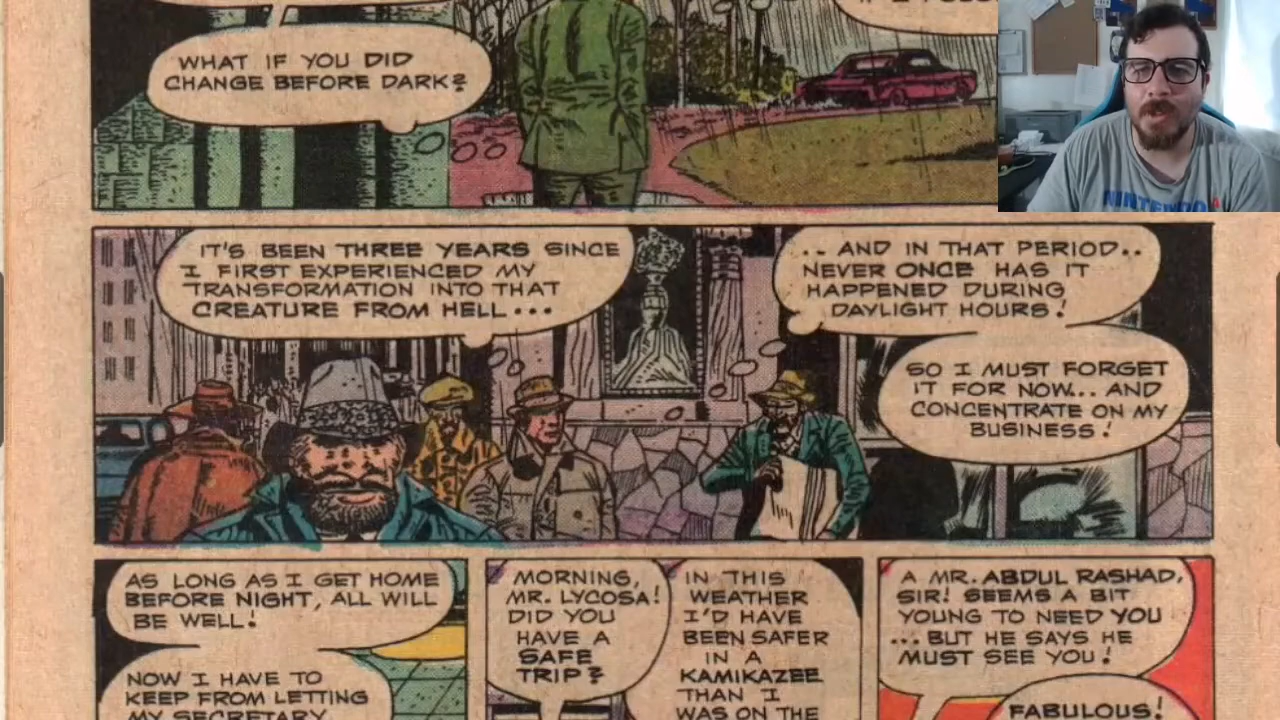 WHAT IF YOU DID
CHANGE BEFORE DARK?
NINTENDO
IT'S BEEN THREE YEARS SINCE
I FIRST EXPERIENCED MY
TRANSFORMATION INTO THAT
CREATURE FROM HELL...
.. AND IN THAT PERIOD..
NEVER ONCE HAS IT
HAPPENED DURING
DAYLIGHT HOURS!
SO I MUST FORGET
IT FOR NOW... AND
CONCENTRATE ON MY
BUSINESS!
AS LONG AS I GET HOME
BEFORE NIGHT, ALL WILL
BE WELL!
NOW I HAVE TO
KEEP FROM LETTING
MY SECRETARY
MORNING,
MR. LYCOSA!
DID YOU
HAVE A
SAFE
TRIP?
IN THIS
WEATHER
I'D HAVE
BEEN SAFER
IN A
KAMIKAZEE
THAN I
WAS ON THE
A MR. ABDUL RASHAD,
SIR! SEEMS A BIT
YOUNG TO NEED YOU
...BUT HE SAYS HE
MUST SEE YOU!
FABULOUS!